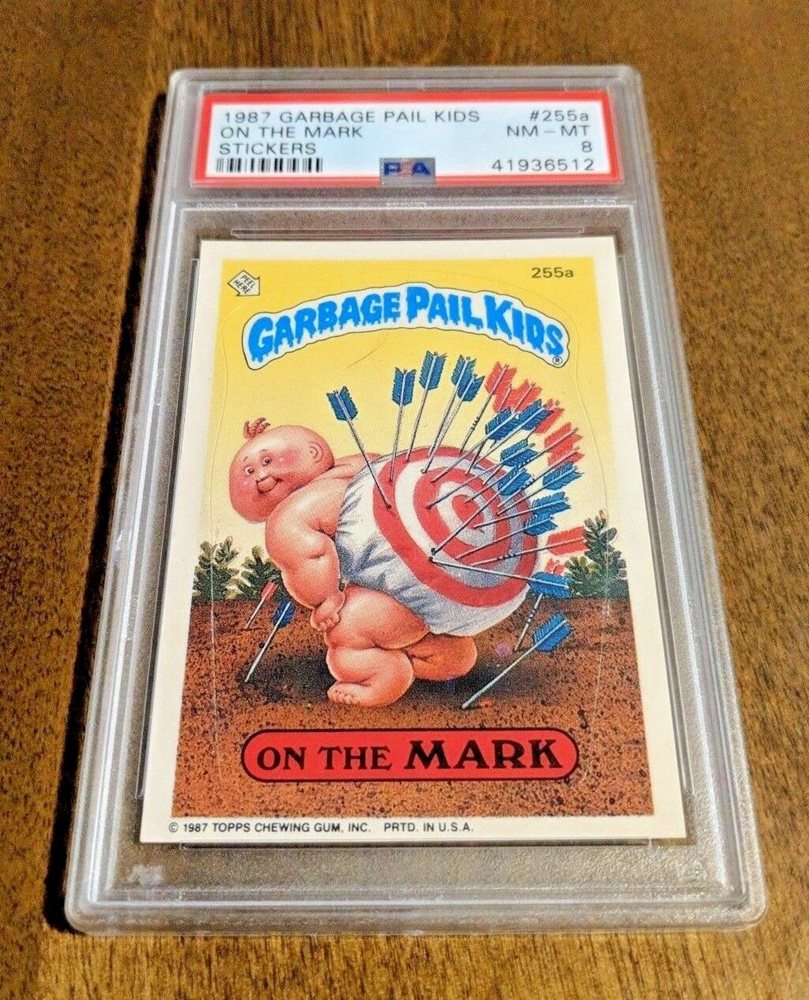 1987 GARBAGE PAIL KIDS #255a
ON THE MARK NM - MT
STICKERS 8
PSA 41936512
PEEL HERE
255a
GARBAGE PAIL KIDS®
ON THE MARK
© 1987 TOPPS CHEWING GUM, INC. PRTD. IN U.S.A.